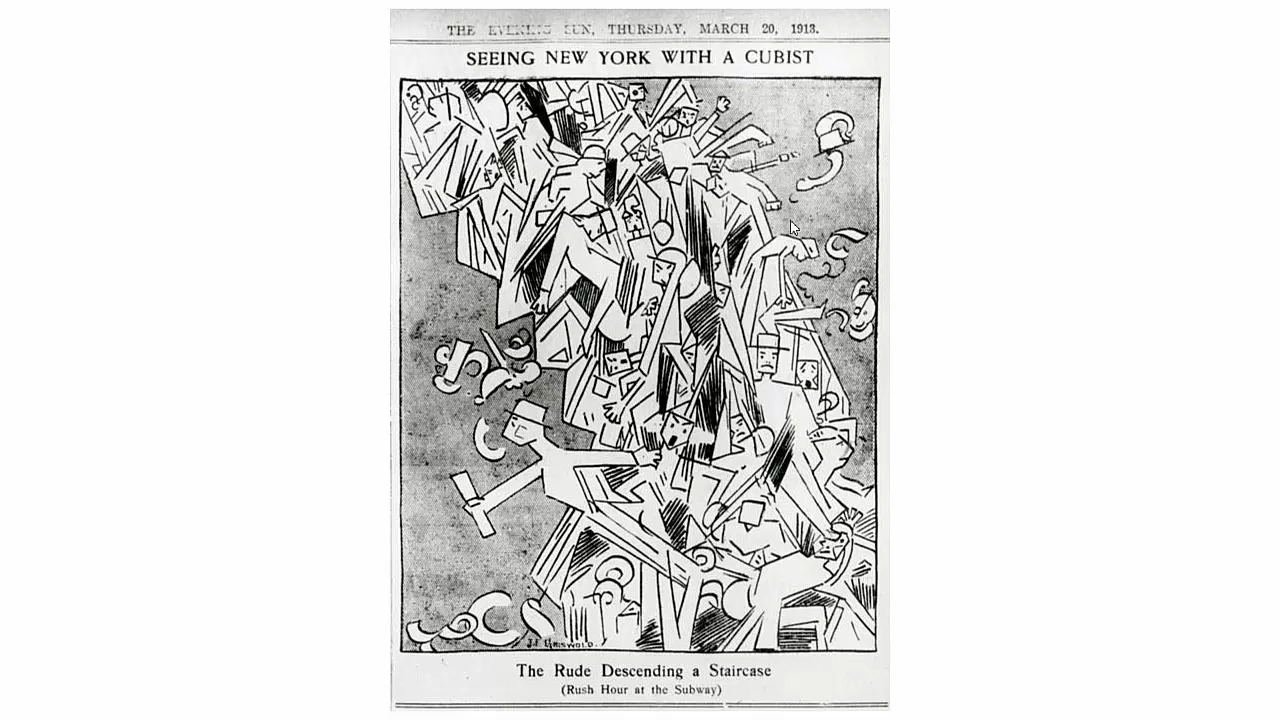 THE EVENING SUN, THURSDAY, MARCH 20, 1913.
SEEING NEW YORK WITH A CUBIST
J.F. GRISWOLD.
The Rude Descending a Staircase
(Rush Hour at the Subway)